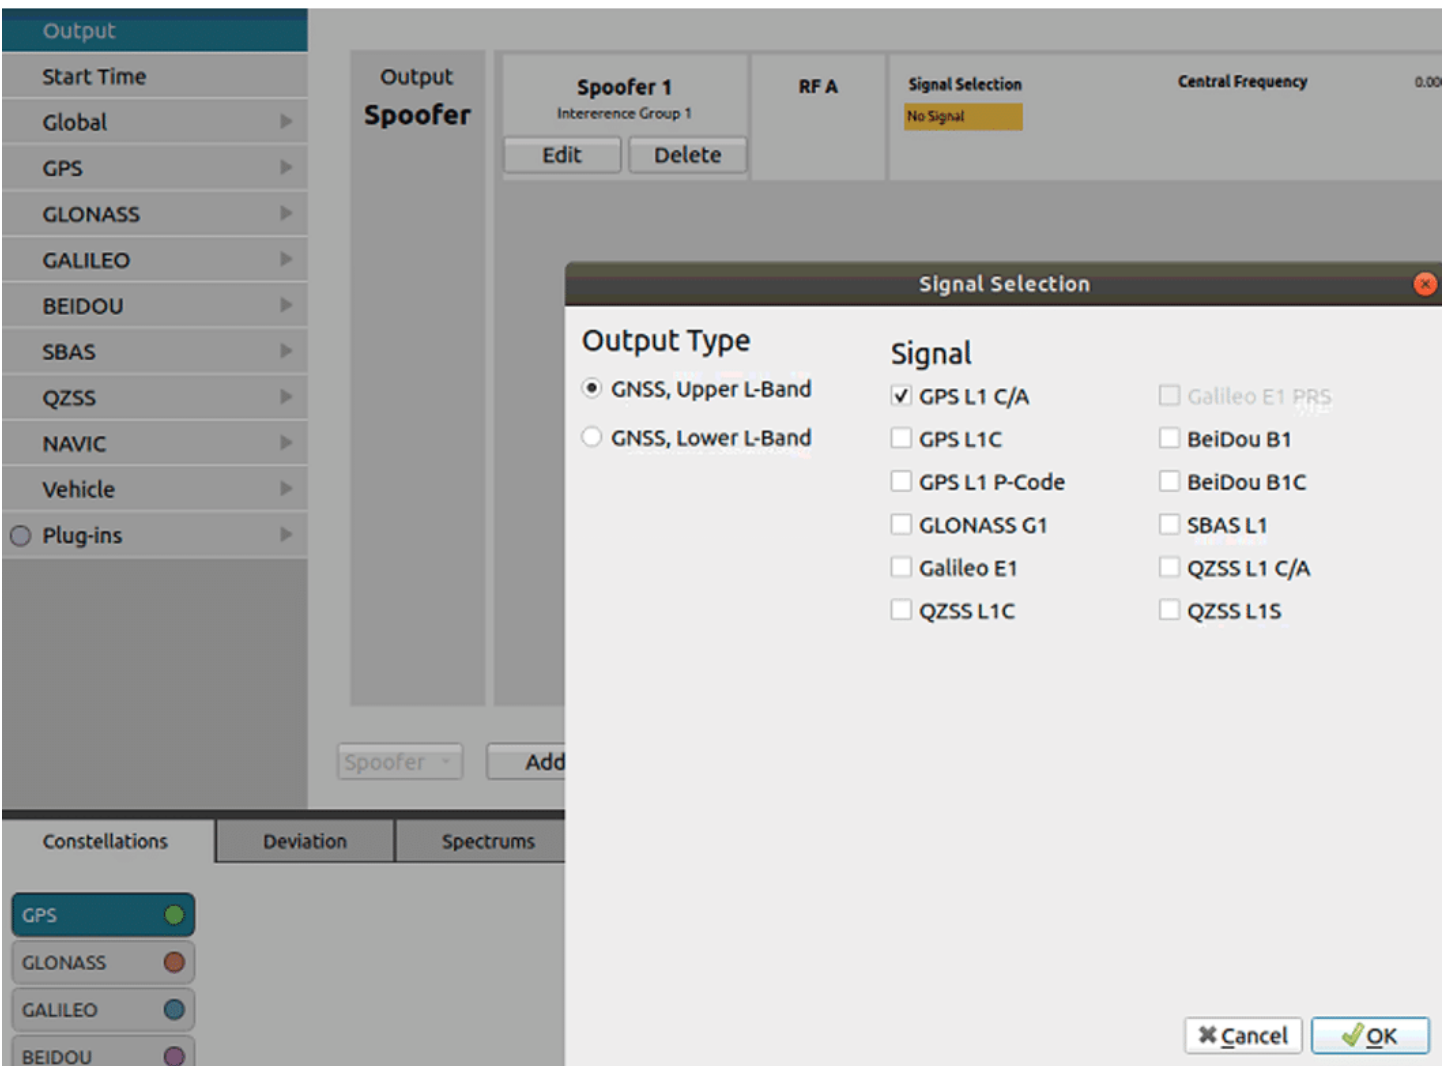 Output
Start Time
Global
GPS
GLONASS
GALILEO
BEIDOU
SBAS
QZSS
NAVIC
Vehicle
Plug-ins
Output
Spoofer
Spoofer 1
Intererence Group 1
Edit
Delete
RF A
Signal Selection
No Signal
Central Frequency
0.00
Spoofer
Add
Signal Selection
Output Type
GNSS, Upper L-Band
GNSS, Lower L-Band
Signal
GPS L1 C/A
GPS L1C
GPS L1 P-Code
GLONASS G1
Galileo E1
QZSS L1C
Galileo E1 PRS
BeiDou B1
BeiDou B1C
SBAS L1
QZSS L1 C/A
QZSS L1S
Cancel
OK
Constellations
Deviation
Spectrums
GPS
GLONASS
GALILEO
BEIDOU